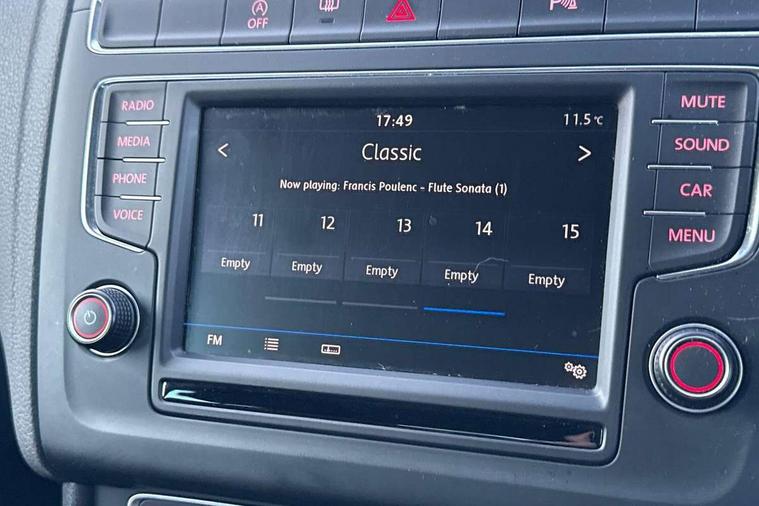 A
OFF
P
RADIO
MEDIA
PHONE
VOICE
17:49
11.5 °C
< Classic >
Now playing: Francis Poulenc - Flute Sonata (1)
11 12 13 14 15
Empty Empty Empty Empty Empty
FM
MUTE
SOUND
CAR
MENU